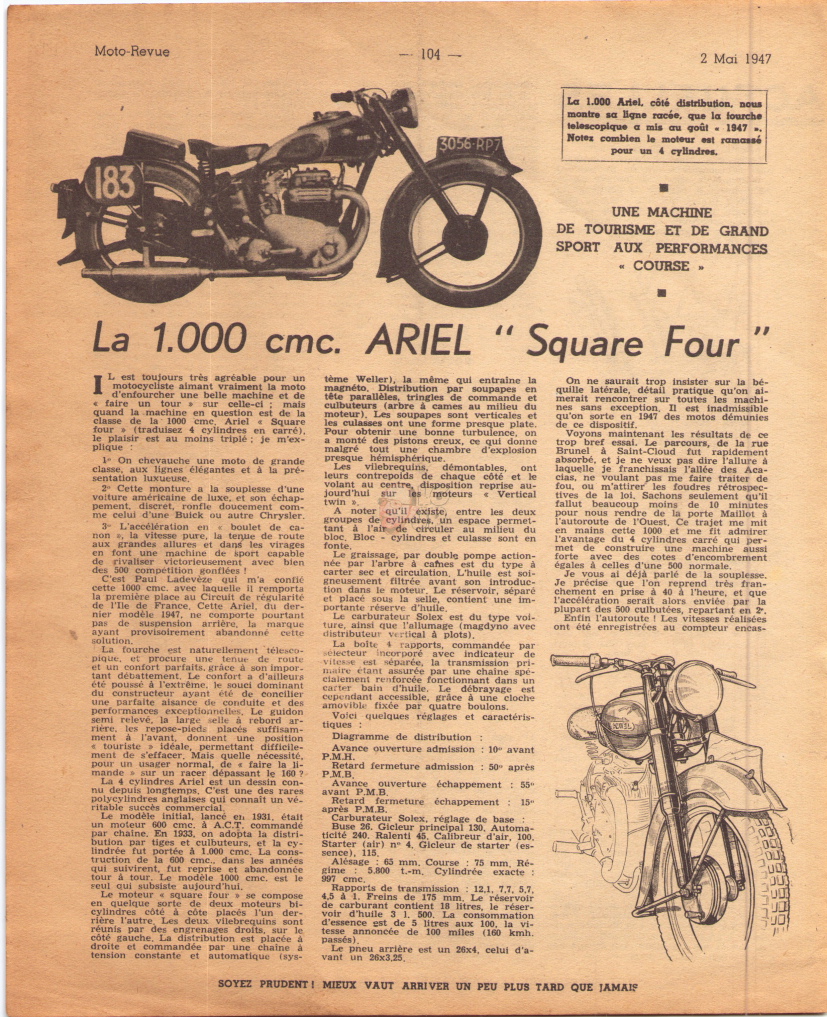 Moto-Revue
— 104 —
2 Mai 1947
3056-RP7
183
La 1.000 Ariel, côté distribution, nous
montre sa ligne racée, que la fourche
telescopique a mis au goût « 1947 ».
Notez combien le moteur est ramassé
pour un 4 cylindres.
UNE MACHINE
DE TOURISME ET DE GRAND
SPORT AUX PERFORMANCES
« COURSE »
La 1.000 cmc. ARIEL " Square Four "
IL est toujours très agréable pour un
motocycliste aimant vraiment la moto
d'enfourcher une belle machine et de
« faire un tour » sur celle-ci ; mais
quand la machine en question est de la
classe de la 1000 cmc. Ariel « Square
four » (traduisez 4 cylindres en carré),
le plaisir est au moins triplé ; je m'ex-
plique :
1° On chevauche une moto de grande
classe, aux lignes élégantes et à la pré-
sentation luxueuse.
2° Cette monture a la souplesse d'une
voiture américaine de luxe, et son échap-
pement, discret, ronfle doucement com-
me celui d'une Buick ou autre Chrysler.
3° L'accélération en « boulet de ca-
non », la vitesse pure, la tenue de route
aux grandes allures et dans les virages
en font une machine de sport capable
de rivaliser victorieusement avec bien
des 500 compétition gonflées !
C'est Paul Ladevèze qui m'a confié
cette 1000 cmc. avec laquelle il remporta
la première place au Circuit de régularité
de l'Ile de France. Cette Ariel, du der-
nier modèle 1947, ne comporte pourtant
pas de suspension arrière, la marque
ayant provisoirement abandonné cette
solution.
La fourche est naturellement télesco-
pique, et procure une tenue de route
et un confort parfaits, grâce à son impor-
tant débattement. Le confort a d'ailleurs
été poussé à l'extrême, le souci dominant
du constructeur ayant été de concilier
une parfaite aisance de conduite et des
performances exceptionnelles. Le guidon
semi relevé, la large selle à rebord ar-
rière, les repose-pieds placés suffisam-
ment à l'avant, donnent une position
« touriste » idéale, permettant difficile-
ment de s'effacer. Mais quelle nécessité,
pour un usager normal, de « faire la li-
mande » sur un racer dépassant le 160 ?
La 4 cylindres Ariel est un dessin con-
nu depuis longtemps. C'est une des rares
polycylindres anglaises qui connaît un vé-
ritable succès commercial.
Le modèle initial, lancé en 1931, était
un moteur 600 cmc. à A.C.T. commandé
par chaîne. En 1933, on adopta la distri-
bution par tiges et culbuteurs, et la cy-
lindrée fut portée à 1.000 cmc. La cons-
truction de la 600 cmc., dans les années
qui suivirent, fut reprise et abandonnée
tour à tour. Le modèle 1000 cmc. est le
seul qui subsiste aujourd'hui.
Le moteur « square four » se compose
en quelque sorte de deux moteurs bi-
cylindres côté à côte placés l'un der-
rière l'autre. Les deux vilebrequins sont
réunis par des engrenages droits, sur le
côté gauche. La distribution est placée à
droite et commandée par une chaîne à
tension constante et automatique (sys-
tème Weller), la même qui entraîne la
magnéto. Distribution par soupapes en
tête parallèles, tringles de commande et
culbuteurs (arbre à cames au milieu du
moteur). Les soupapes sont verticales et
les culasses ont une forme presque plate.
Pour obtenir une bonne turbulence, on
a monté des pistons creux, ce qui donne
malgré tout une chambre d'explosion
presque hémisphérique.
Les vilebrequins, démontables, ont
leurs contrepoids de chaque côté et le
volant au centre, disposition reprise au-
jourd'hui sur les moteurs « Vertical
twin ».
A noter qu'il existe, entre les deux
groupes de cylindres, un espace permet-
tant à l'air de circuler au milieu du
bloc. Bloc - cylindres et culasse sont en
fonte.
Le graissage, par double pompe action-
née par l'arbre à cames est du type à
carter sec et circulation. L'huile est soi-
gneusement filtrée avant son introduc-
tion dans le moteur. Le réservoir, séparé
et placé sous la selle, contient une im-
portante réserve d'huile.
Le carburateur Solex est du type voi-
ture, ainsi que l'allumage (magdyno avec
distributeur vertical à plots).
La boîte 4 rapports, commandée par
sélecteur incorporé avec indicateur de
vitesse est séparée, la transmission pri-
maire étant assurée par une chaîne spé-
cialement renforcée fonctionnant dans un
carter bain d'huile. Le débrayage est
cependant accessible, grâce à une cloche
amovible fixée par quatre boulons.
Voici quelques réglages et caractéris-
tiques :
Diagramme de distribution :
Avance ouverture admission : 10° avant
P.M.H.
Retard fermeture admission : 50° après
P.M.B.
Avance ouverture échappement : 55°
avant P.M.B.
Retard fermeture échappement : 15°
après P.M.B.
Carburateur Solex, réglage de base :
Buse 26. Gicleur principal 130, Automa-
ticité 240. Ralenti 45, Calibreur d'air, 100.
Starter (air) n° 4, Gicleur de starter (es-
sence), 115.
Alésage : 65 mm. Course : 75 mm. Ré-
gime : 5.800 t.-m. Cylindrée exacte :
997 cmc.
Rapports de transmission : 12,1, 7,7, 5,7,
4,5 à 1. Freins de 175 mm. Le réservoir
de carburant contient 18 litres, le réser-
voir d'huile 3 l. 500. La consommation
d'essence est de 5 litres aux 100, la vi-
tesse annoncée de 100 miles (160 kmh.
passés).
Le pneu arrière est un 26x4, celui d'a-
vant un 26x3,25.
On ne saurait trop insister sur la bé-
quille latérale, détail pratique qu'on ai-
merait rencontrer sur toutes les machi-
nes sans exception. Il est inadmissible
qu'on sorte en 1947 des motos démunies
de ce dispositif.
Voyons maintenant les résultats de ce
trop bref essai. Le parcours, de la rue
Brunel à Saint-Cloud fut rapidement
absorbé, et je ne veux pas dire l'allure à
laquelle je franchissais l'allée des Aca-
cias, ne voulant pas me faire traiter de
fou, ou m'attirer les foudres rétrospec-
tives de la loi. Sachons seulement qu'il
fallut beaucoup moins de 10 minutes
pour nous rendre de la porte Maillot à
l'autoroute de l'Ouest. Ce trajet me mit
en mains cette 1000 et me fit admirer
l'avantage du 4 cylindres carré qui per-
met de construire une machine aussi
forte avec des cotes d'encombrement
égales à celles d'une 500 normale.
Je vous ai déjà parlé de la souplesse.
Je précise que l'on reprend très fran-
chement en prise à 40 à l'heure, et que
l'accélération serait alors enviée par la
plupart des 500 culbutées, repartant en 2e.
Enfin l'autoroute ! Les vitesses réalisées
ont été enregistrées au compteur encas-
ARIEL
SOYEZ PRUDENT ! MIEUX VAUT ARRIVER UN PEU PLUS TARD QUE JAMAIS